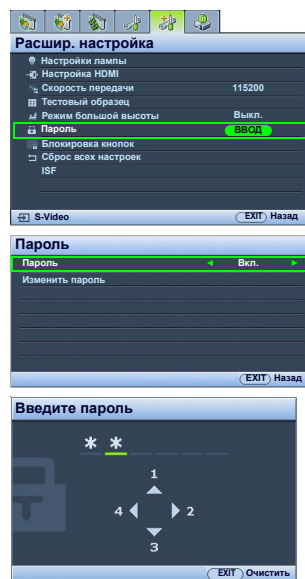 Расшир. настройка
Настройки лампы
Настройка HDMI
Скорость передачи 115200
Тестовый образец
Режим большой высоты Выкл.
Пароль ВВОД
Блокировка кнопок
Сброс всех настроек
ISF
S-Video EXIT Назад
Пароль
Пароль Вкл.
Изменить пароль
EXIT Назад
Введите пароль
* *
1
4 2
3
EXIT Очистить